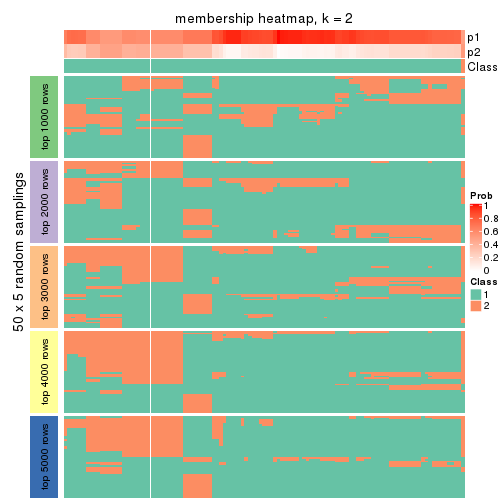 membership heatmap, k = 2
p1
p2
Class
50 x 5 random samplings
top 1000 rows
top 2000 rows
top 3000 rows
top 4000 rows
top 5000 rows
Prob
1
0.8
0.6
0.4
0.2
0
Class
1
2